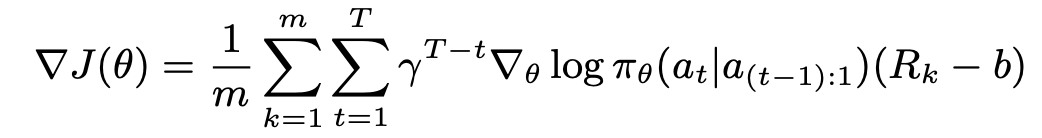 ∇J(θ) = \frac{1}{m} \sum_{k=1}^{m} \sum_{t=1}^{T} γ^{T-t} ∇_θ log π_θ(a_t|a_{(t-1):1})(R_k − b)